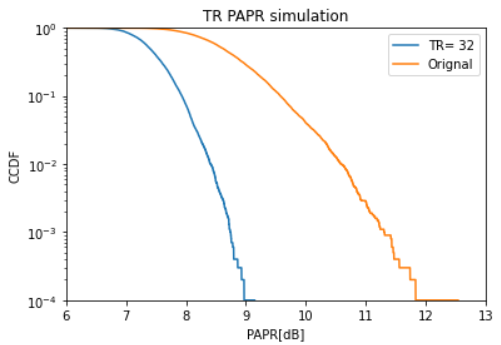 TR PAPR simulation
TR= 32
Orignal
CCDF
10^0
10^-1
10^-2
10^-3
10^-4
6 7 8 9 10 11 12 13
PAPR[dB]